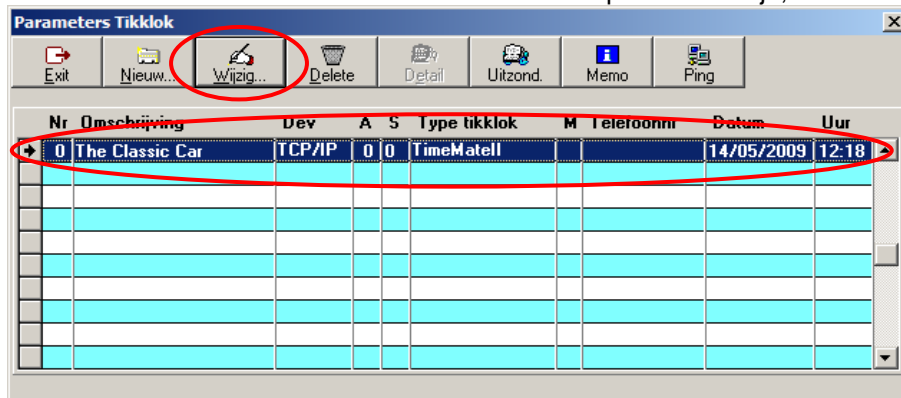 Parameters Tikklok
Exit Nieuw... Wijzig... Delete Detail Uitzond. Memo Ping
Nr Omschrijving Dev A S Type tikklok M Telefoonnr Datum Uur
0 The Classic Car TCP/IP 0 0 TimeMatell 14/05/2009 12:18